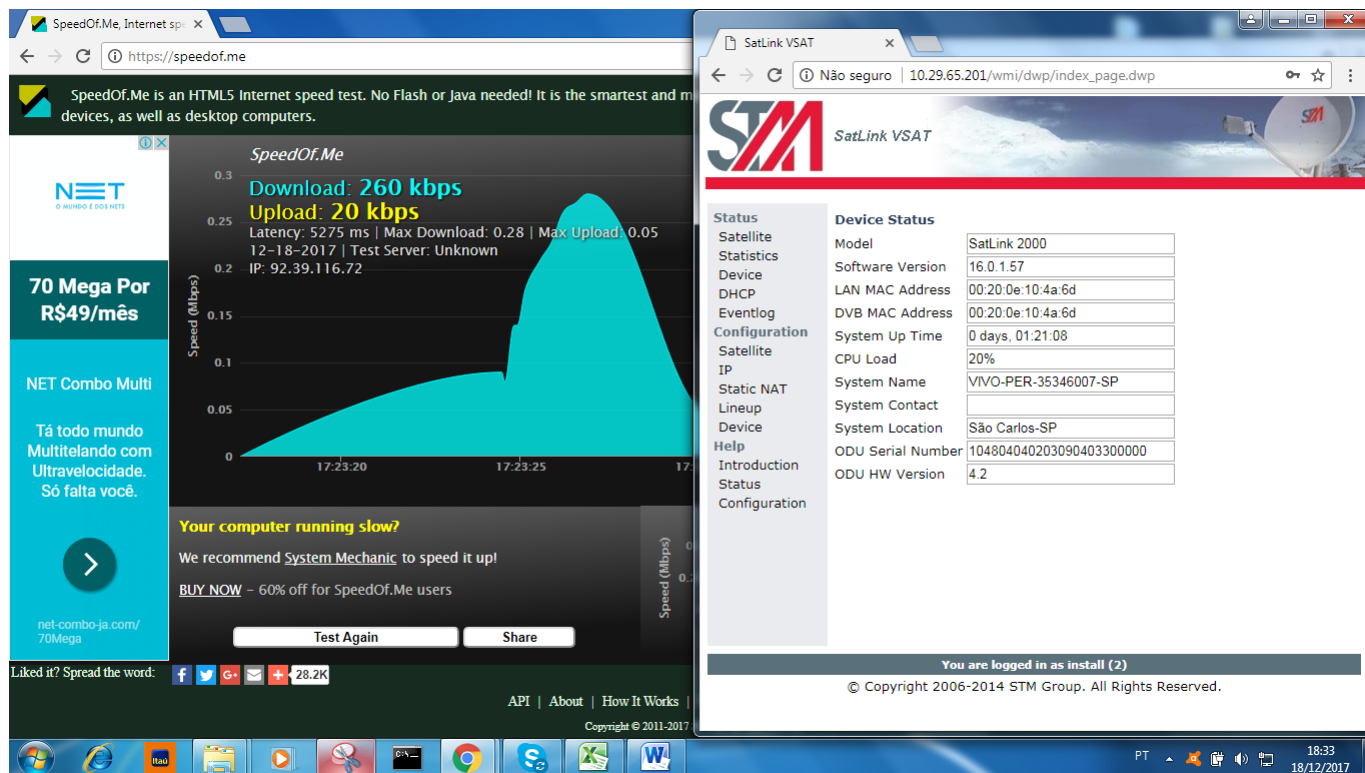 SpeedOf.Me, Internet sp
https://speedof.me
SpeedOf.Me is an HTML5 Internet speed test. No Flash or Java needed! It is the smartest and m
devices, as well as desktop computers.
NET
O MUNDO É DOS NETS
70 Mega Por
R$49/mês
NET Combo Multi
Tá todo mundo
Multitelando com
Ultravelocidade.
Só falta você.
net-combo-ja.com/
70Mega
SpeedOf.Me
Download: 260 kbps
Upload: 20 kbps
Latency: 5275 ms | Max Download: 0.28 | Max Upload: 0.05
12-18-2017 | Test Server: Unknown
IP: 92.39.116.72
Speed (Mbps)
0.3
0.25
0.2
0.15
0.1
0.05
0
17:23:20
17:23:25
17:
Your computer running slow?
We recommend System Mechanic to speed it up!
BUY NOW - 60% off for SpeedOf.Me users
Speed (Mbps)
Test Again
Share
Liked it? Spread the word:
28.2K
API | About | How It Works |
Copyright © 2011-2017
SatLink VSAT
Não seguro | 10.29.65.201/wmi/dwp/index_page.dwp
STM
SatLink VSAT
STM
Status
Satellite
Statistics
Device
DHCP
Eventlog
Configuration
Satellite
IP
Static NAT
Lineup
Device
Help
Introduction
Status
Configuration
Device Status
Model SatLink 2000
Software Version 16.0.1.57
LAN MAC Address 00:20:0e:10:4a:6d
DVB MAC Address 00:20:0e:10:4a:6d
System Up Time 0 days, 01:21:08
CPU Load 20%
System Name VIVO-PER-35346007-SP
System Contact
System Location São Carlos-SP
ODU Serial Number 104804040203090403300000
ODU HW Version 4.2
You are logged in as install (2)
© Copyright 2006-2014 STM Group. All Rights Reserved.
Itaú
PT
18:33
18/12/2017